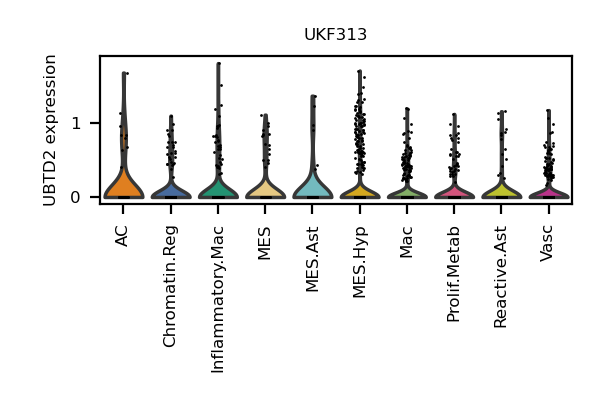 UKF313
UBTD2 expression
1
0
AC
Chromatin.Reg
Inflammatory.Mac
MES
MES.Ast
MES.Hyp
Mac
Prolif.Metab
Reactive.Ast
Vasc